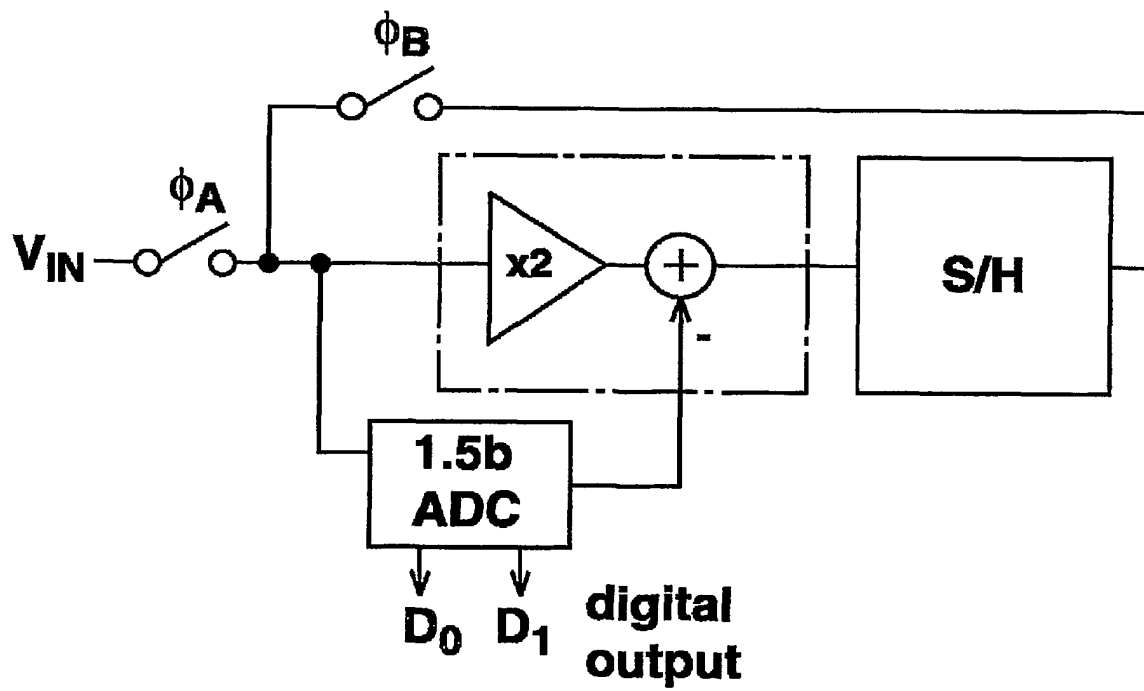 ϕB
ϕA
VIN
x2
+
-
S/H
1.5b
ADC
D0 D1
digital
output